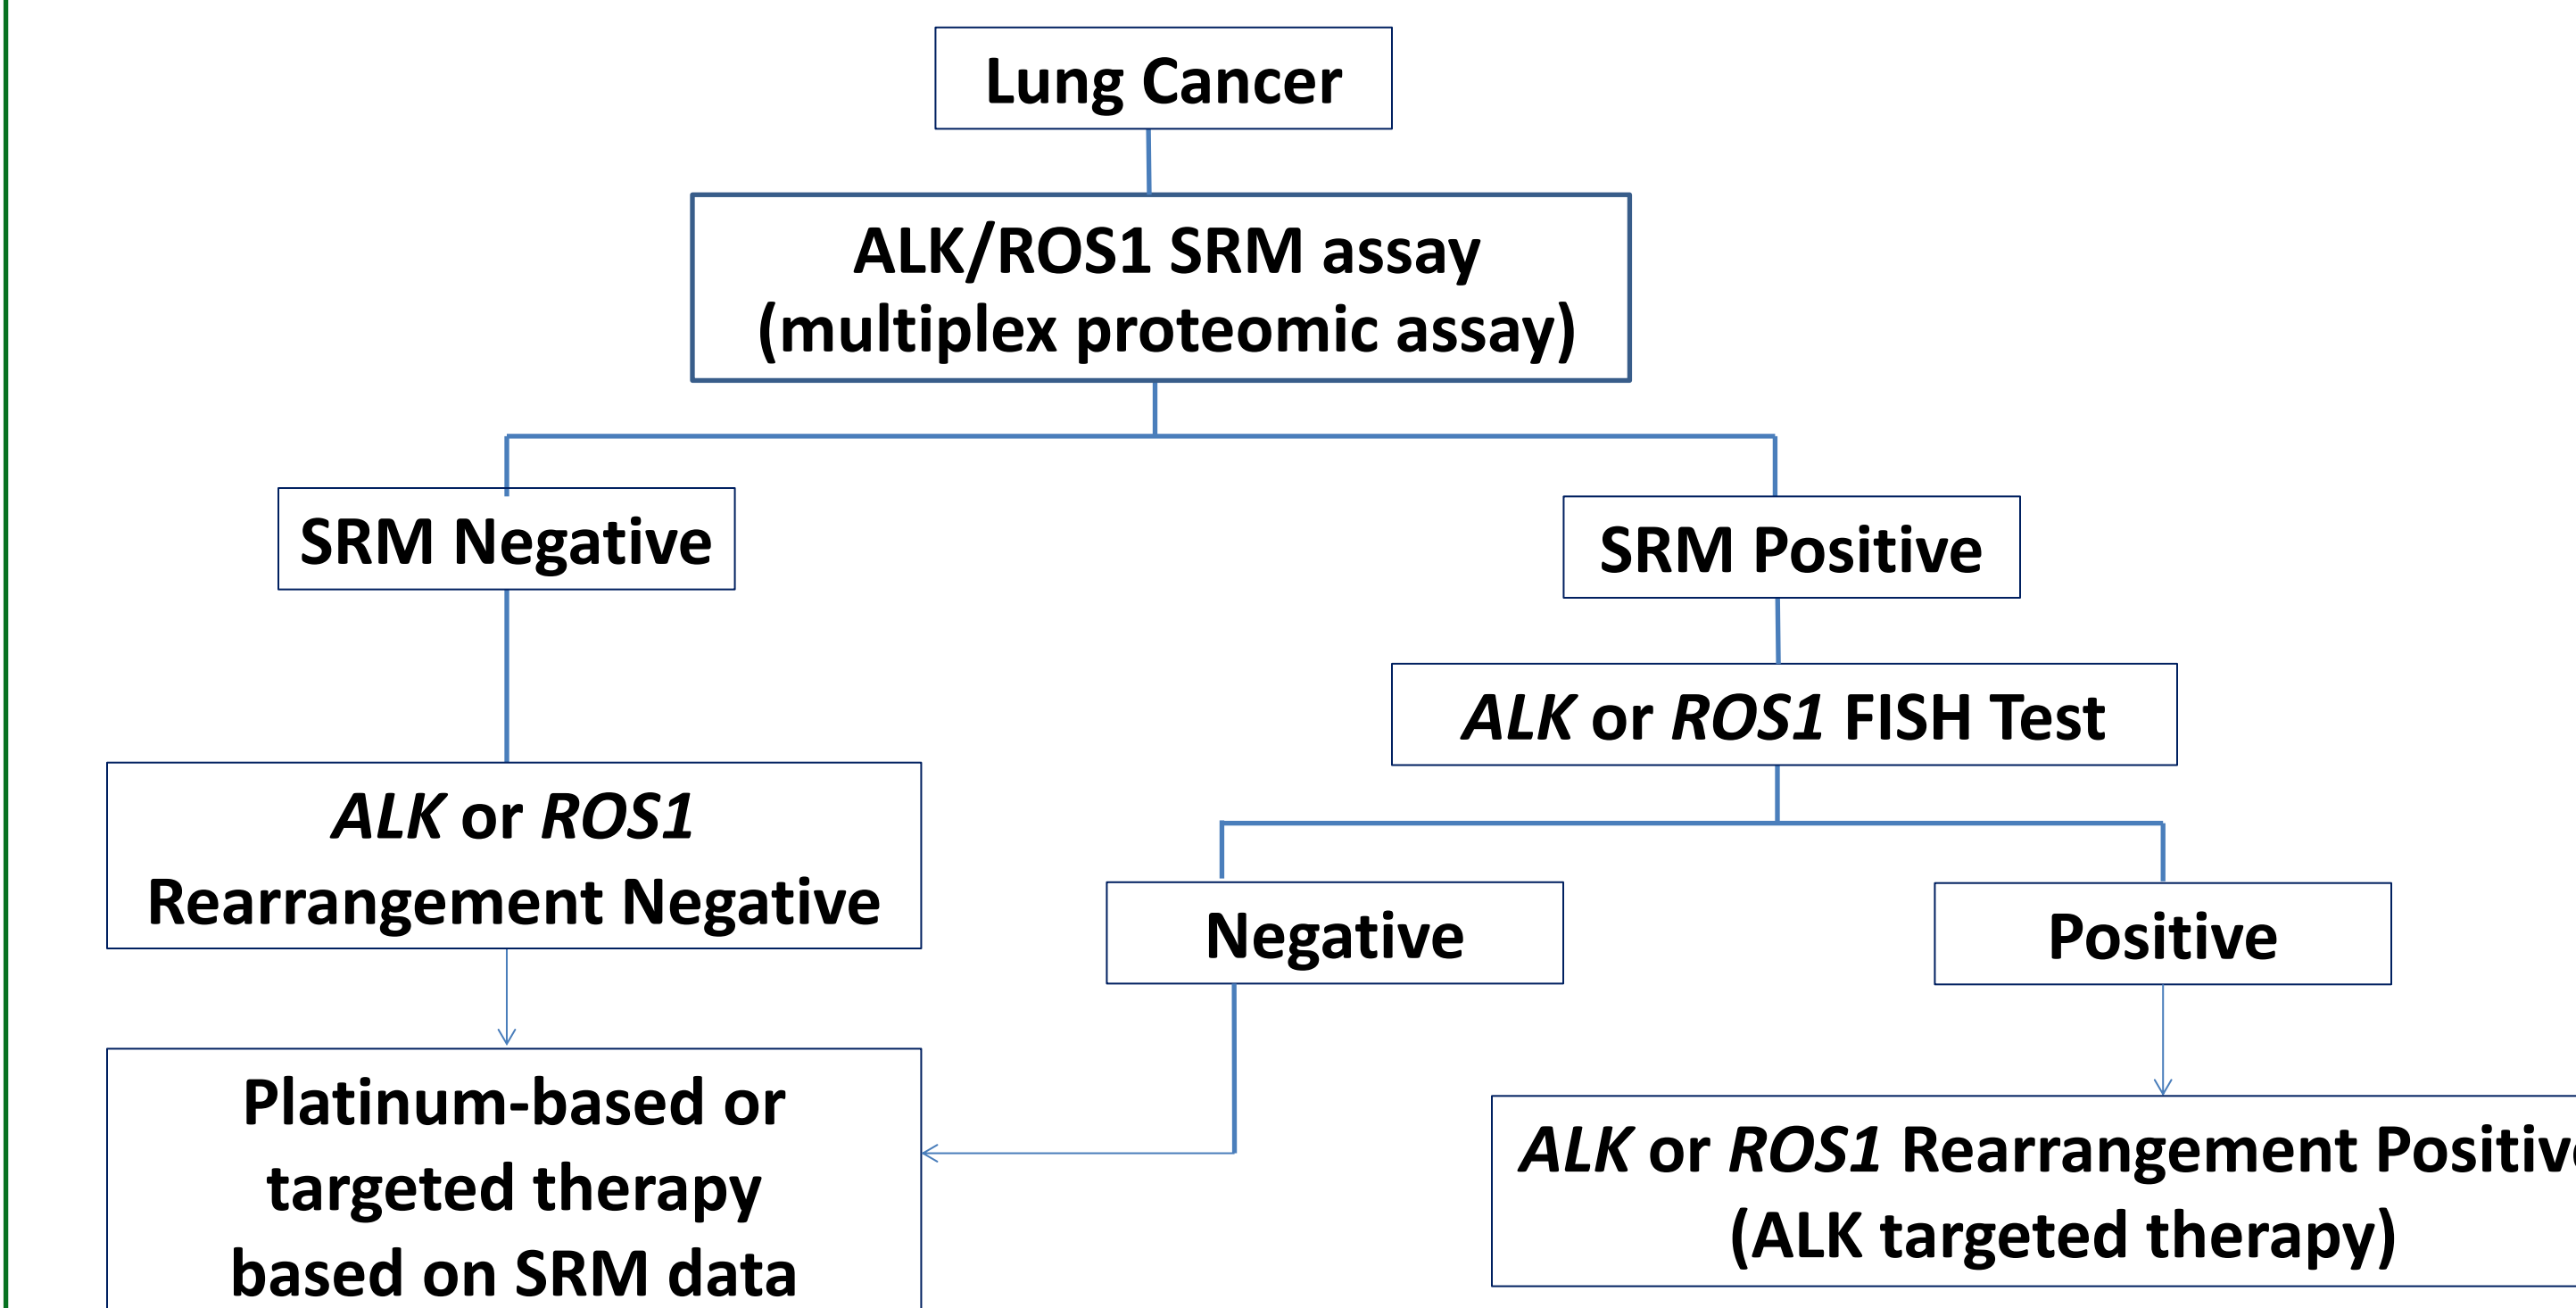 Lung Cancer
ALK/ROS1 SRM assay
(multiplex proteomic assay)
SRM Negative
SRM Positive
ALK or ROS1 FISH Test
ALK or ROS1
Rearrangement Negative
Negative
Positive
Platinum-based or
targeted therapy
based on SRM data
ALK or ROS1 Rearrangement Positive
(ALK targeted therapy)